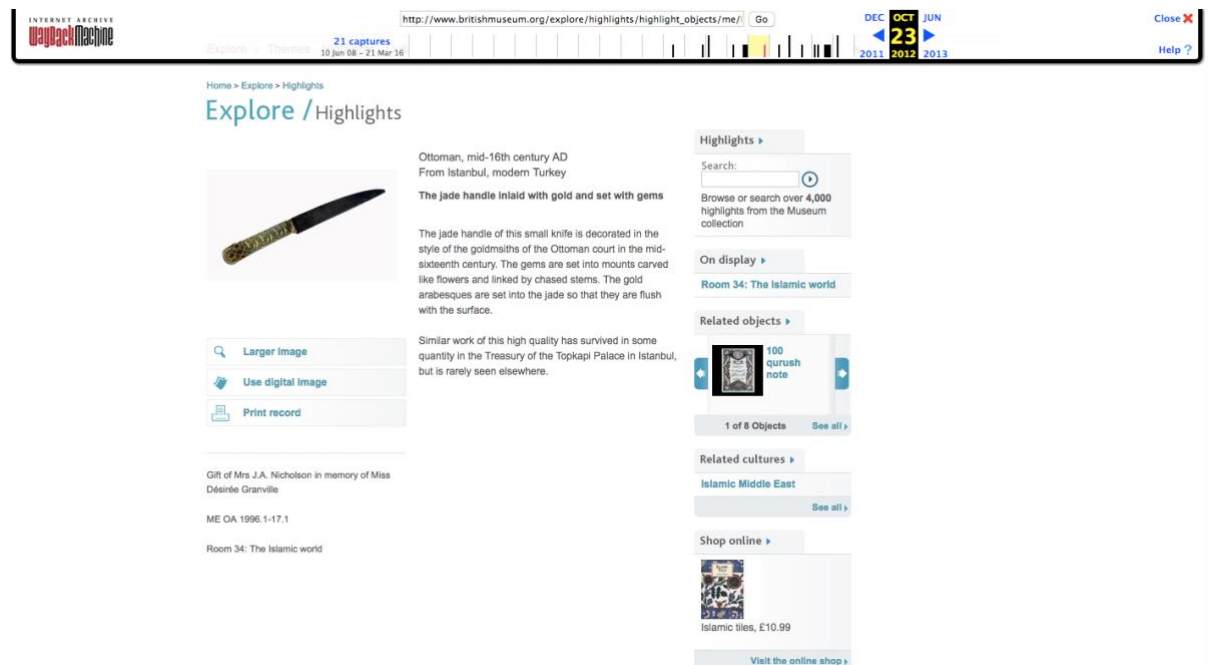 INTERNET ARCHIVE
WayBackMachine
http://www.britishmuseum.org/explore/highlights/highlight_objects/me/
Go
21 captures
10 Jun 08 - 21 Mar 16
DEC OCT JUN
23
2011 2012 2013
Close
Help ?
Explore Themes
Home > Explore > Highlights
Explore / Highlights
Ottoman, mid-16th century AD
From Istanbul, modern Turkey
The jade handle inlaid with gold and set with gems
The jade handle of this small knife is decorated in the
style of the goldmsiths of the Ottoman court in the mid-
sixteenth century. The gems are set into mounts carved
like flowers and linked by chased stems. The gold
arabesques are set into the jade so that they are flush
with the surface.
Similar work of this high quality has survived in some
quantity in the Treasury of the Topkapi Palace in Istanbul,
but is rarely seen elsewhere.
Larger image
Use digital image
Print record
Gift of Mrs J.A. Nicholson in memory of Miss
Désirée Granville
ME OA 1996.1-17.1
Room 34: The Islamic world
Highlights
Search:
Browse or search over 4,000
highlights from the Museum
collection
On display
Room 34: The Islamic world
Related objects
100
qurush
note
1 of 8 Objects See all
Related cultures
Islamic Middle East
See all
Shop online
Islamic tiles, £10.99
Visit the online shop